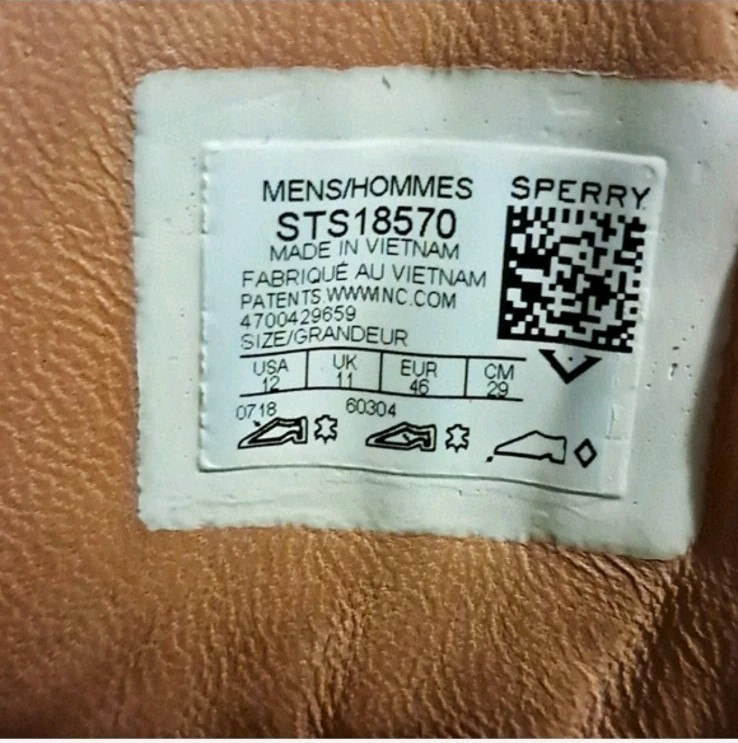 MENS/HOMMES
SPERRY
STS18570
MADE IN VIETNAM
FABRIQUÉ AU VIETNAM
PATENTS.WWWINC.COM
4700429659
SIZE/GRANDEUR
USA UK EUR CM
12 11 46 29
0718 60304